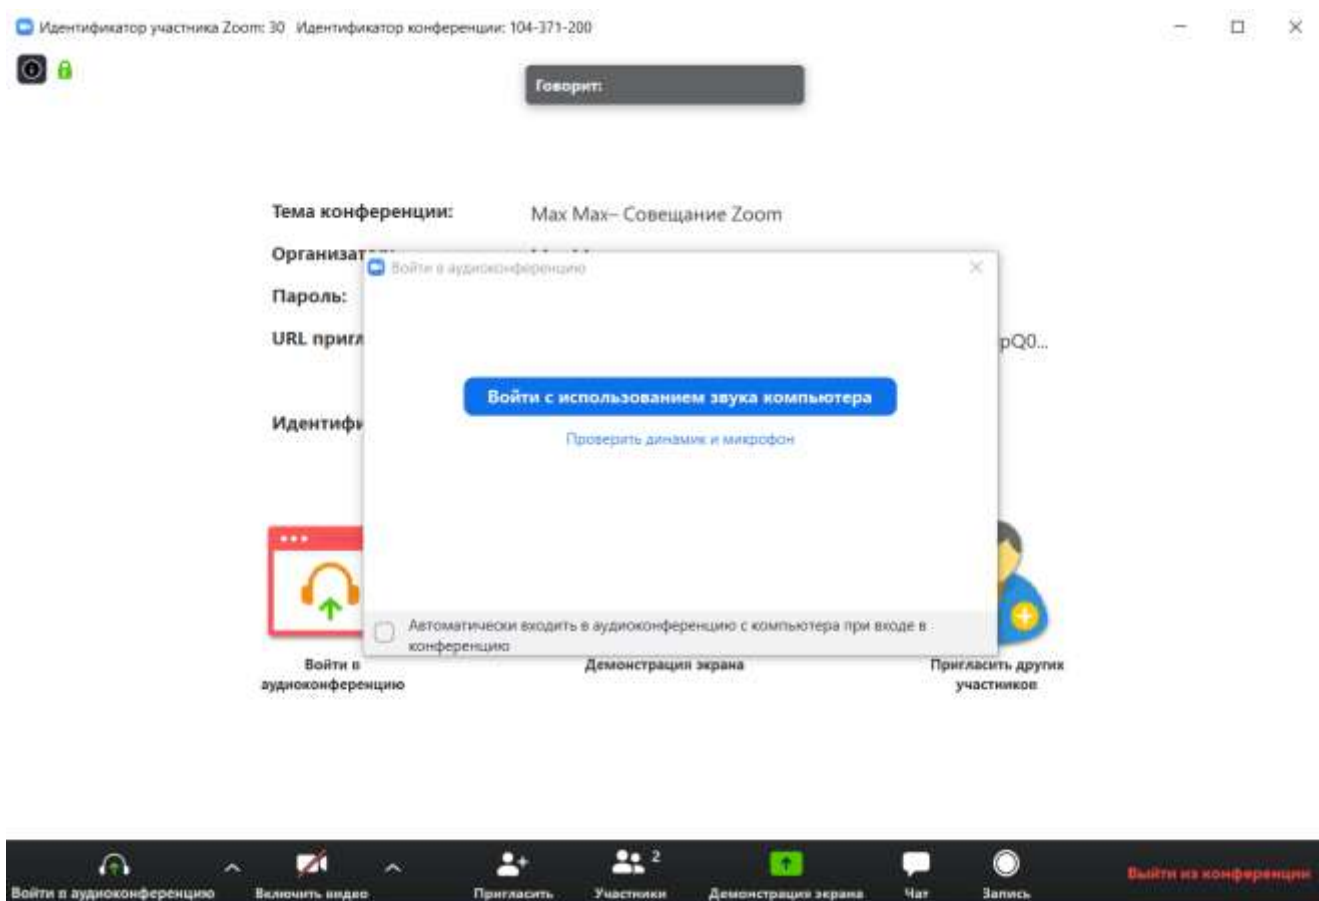 Идентификатор участника Zoom: 30 Идентификатор конференции: 104-371-200
Говорит:
Тема конференции: Max Max– Совещание Zoom
Организат
Войти в аудиоконференцию
Пароль:
URL пригл pQ0...
Войти с использованием звука компьютера
Идентифи
Проверить динамик и микрофон
Автоматически входить в аудиоконференцию с компьютера при входе в
конференцию
Войти в Демонстрация экрана Пригласить других
аудиоконференцию участников
2
Войти в аудиоконференцию Включить видео Пригласить Участники Демонстрация экрана Чат Запись Выйти из конференции